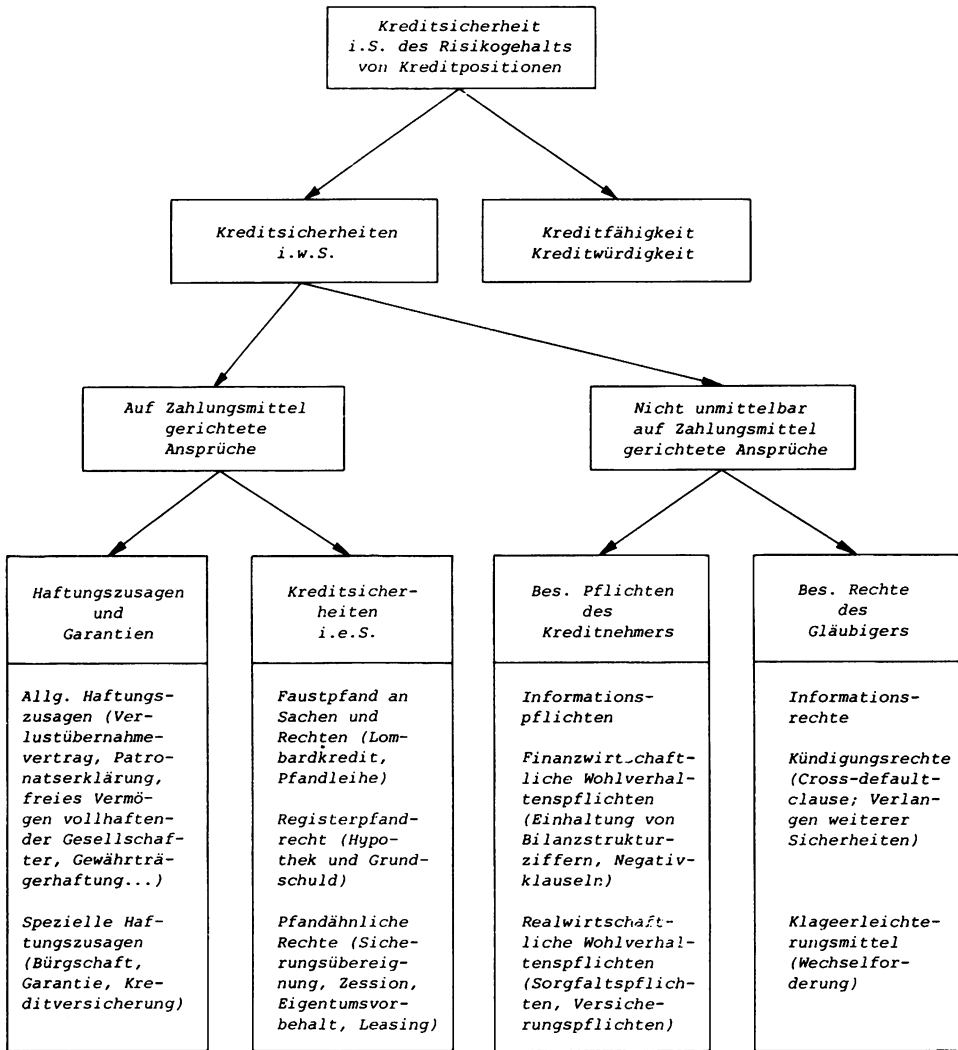 Kreditsicherheit
i.S. des Risikogehalts
von Kreditpositionen
Kreditsicherheiten
i.w.S.
Kreditfähigkeit
Kreditwürdigkeit
Auf Zahlungsmittel
gerichtete
Ansprüche
Nicht unmittelbar
auf Zahlungsmittel
gerichtete Ansprüche
Haftungszusagen
und
Garantien
Allg. Haftungs-
zusagen (Ver-
lustübernahme-
vertrag, Patro-
natserklärung,
freies Vermö-
gen vollhaften-
der Gesellschaf-
ter, Gewährträ-
gerhaftung...)
Spezielle Haf-
tungszusagen
(Bürgschaft,
Garantie, Kre-
ditversicherung)
Kreditsicher-
heiten
i.e.S.
Faustpfand an
Sachen und
Rechten (Lom-
bardkredit,
Pfandleihe)
Registerpfand-
recht (Hypo-
thek und Grund-
schuld)
Pfandähnliche
Rechte (Siche-
rungsübereig-
nung, Zession,
Eigentumsvor-
behalt, Leasing)
Bes. Pflichten
des
Kreditnehmers
Informations-
pflichten
Finanzwirtschaft-
liche Wohlverhal-
tenspflichten
(Einhaltung von
Bilanzstruktur-
ziffern, Negativ-
klauseln)
Realwirtschaft-
liche Wohlverhal-
tenspflichten
(Sorgfaltspflich-
ten, Versiche-
rungspflichten)
Bes. Rechte
des
Gläubigers
Informations-
rechte
Kündigungsrechte
(Cross-default-
clause; Verlan-
gen weiterer
Sicherheiten)
Klageerleichte-
rungsmittel
(Wechselfor-
derung)